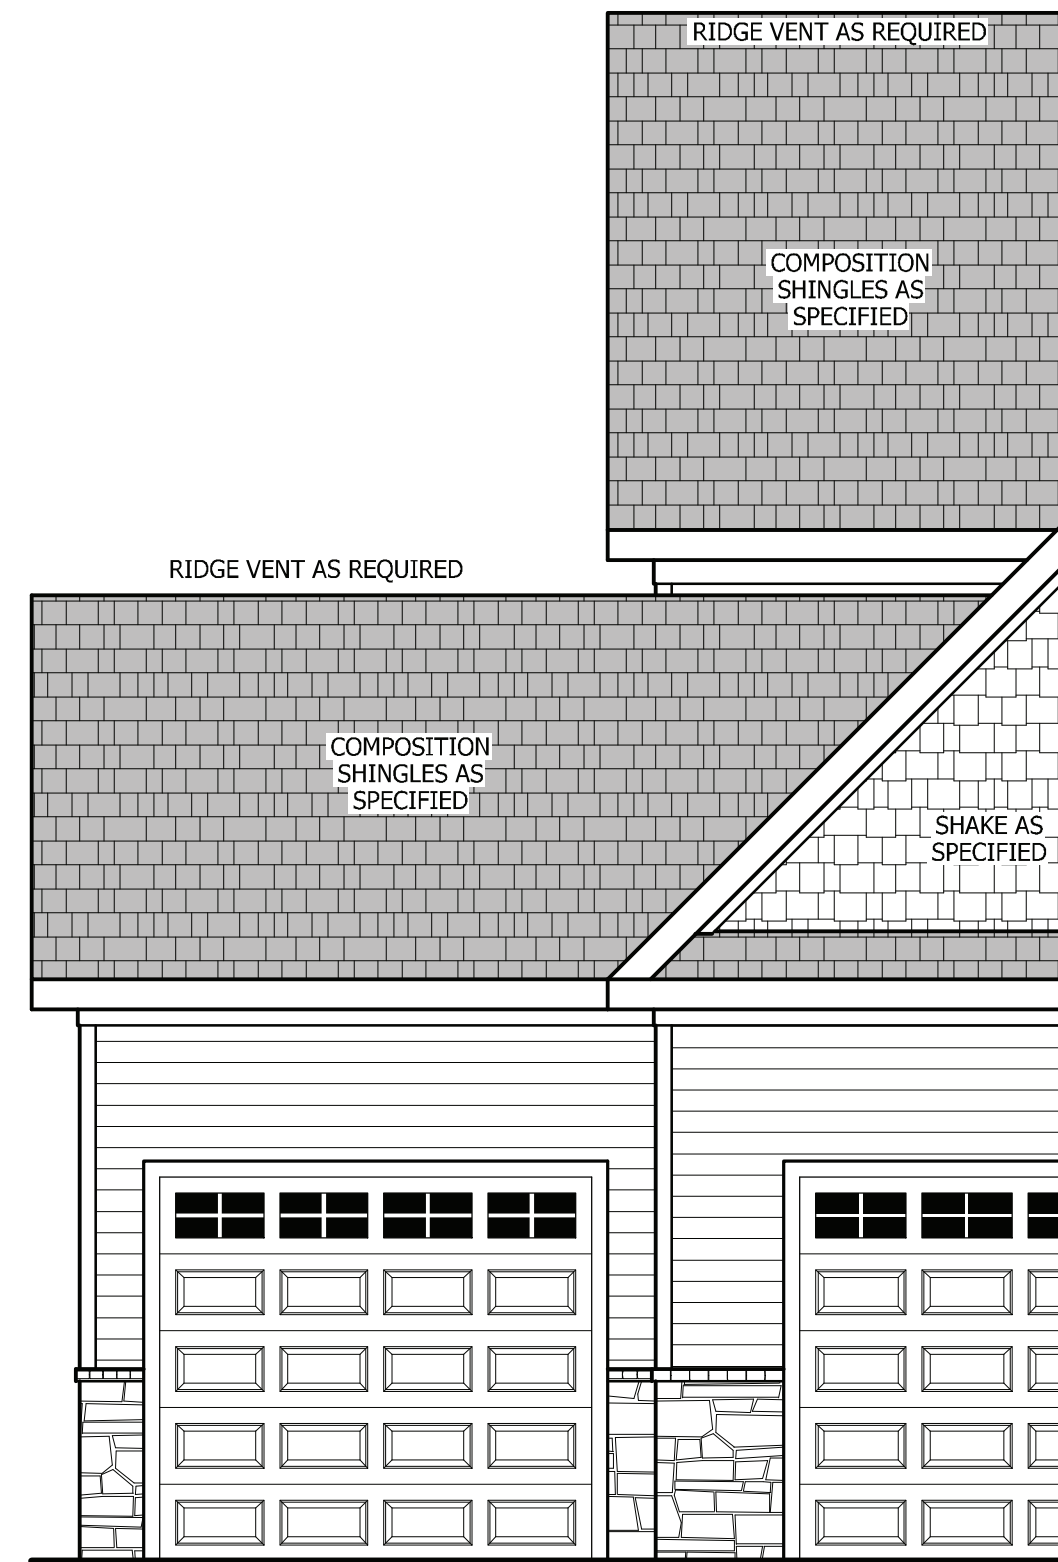 RIDGE VENT AS REQUIRED
COMPOSITION
SHINGLES AS
SPECIFIED
RIDGE VENT AS REQUIRED
COMPOSITION
SHINGLES AS
SPECIFIED
SHAKE AS
SPECIFIED